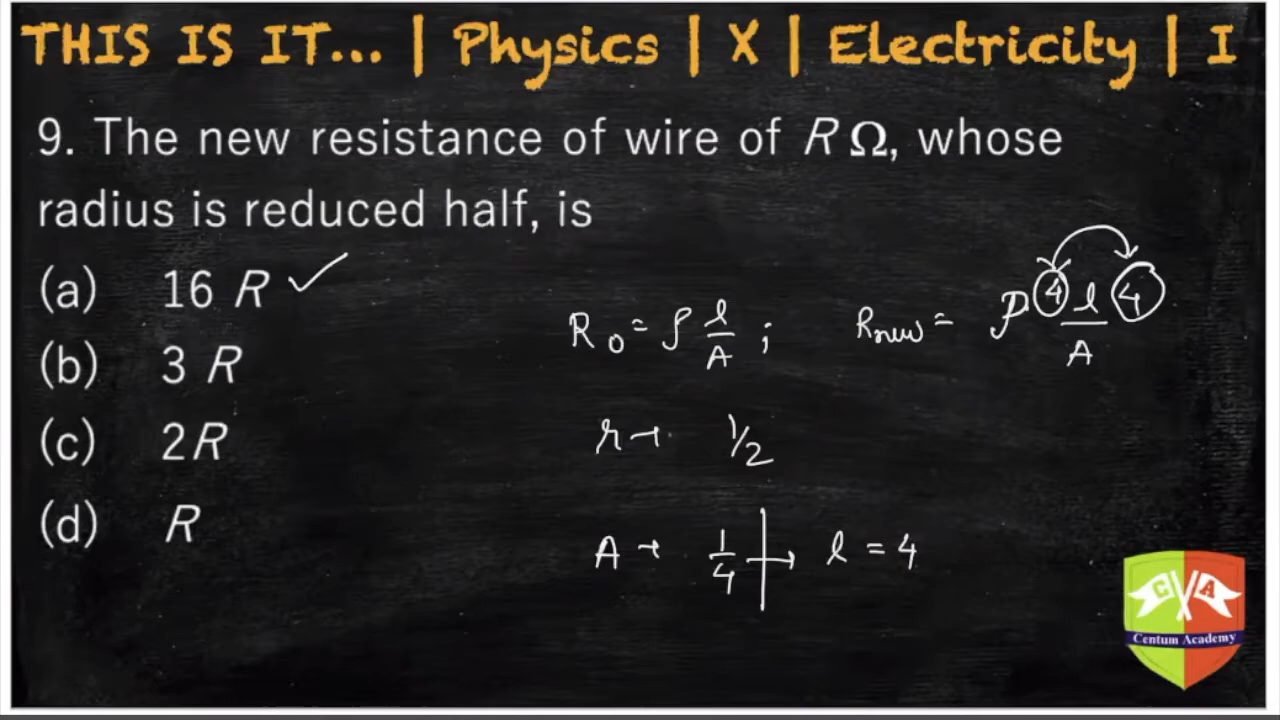 THIS IS IT... | Physics | X | Electricity | I
9. The new resistance of wire of R Ω, whose
radius is reduced half, is
(a) 16 R ✓
(b) 3 R
(c) 2R
(d) R
R₀ = ρ l/A ; Rnew = ρ 4 l 4/A
r → 1/2
A → 1/4 → l = 4
C A
Centum Academy